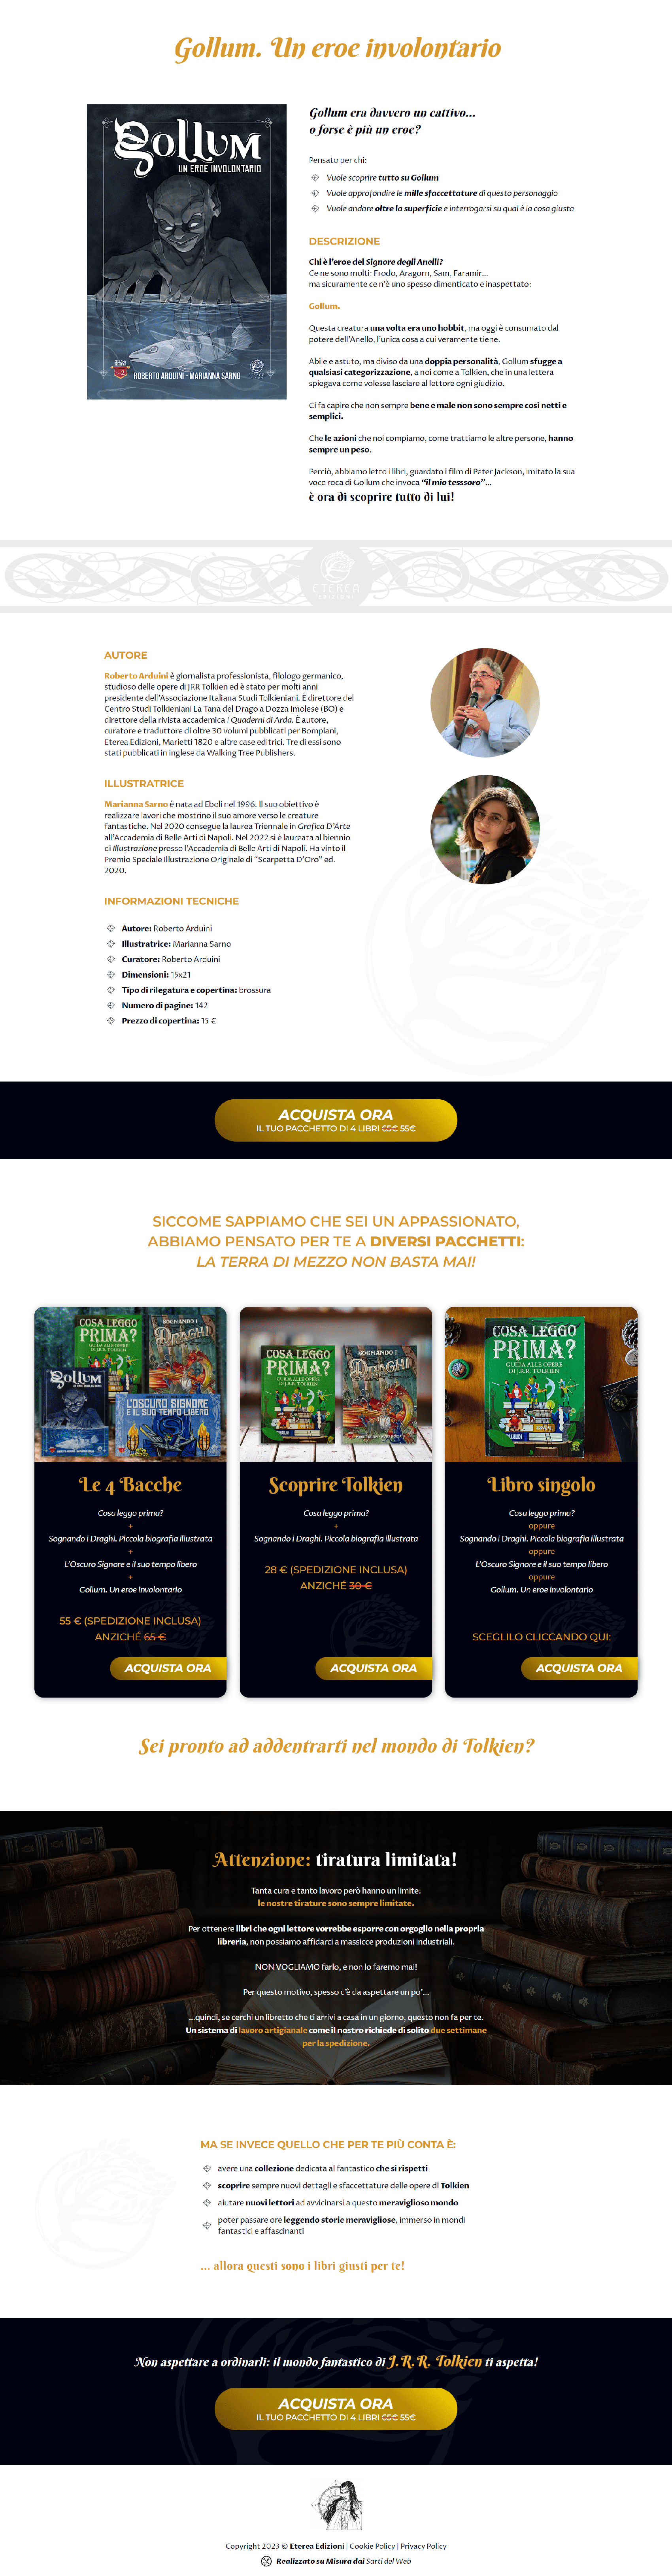 Gollum. Un eroe involontario
Gollum
UN EROE INVOLONTARIO
ROBERTO ARDUINI - MARIANNA SARNO
Gollum era davvero un cattivo...
o forse è più un eroe?
Pensato per chi:
Vuole scoprire tutto su Gollum
Vuole approfondire le mille sfaccettature di questo personaggio
Vuole andare oltre la superficie e interrogarsi su qual è la cosa giusta
DESCRIZIONE
Chi è l'eroe del Signore degli Anelli?
Ce ne sono molti: Frodo, Aragorn, Sam, Faramir...
ma sicuramente ce n'è uno spesso dimenticato e inaspettato:
Gollum.
Questa creatura una volta era uno hobbit, ma oggi è consumato dal
potere dell'Anello, l'unica cosa a cui veramente tiene.
Abile e astuto, ma diviso da una doppia personalità, Gollum sfugge a
qualsiasi categorizzazione, a noi come a Tolkien, che in una lettera
spiegava come volesse lasciare al lettore ogni giudizio.
Ci fa capire che non sempre bene e male non sono sempre così netti e
semplici.
Che le azioni che noi compiamo, come trattiamo le altre persone, hanno
sempre un peso.
Perciò, abbiamo letto i libri, guardato i film di Peter Jackson, imitato la sua
voce roca di Gollum che invoca "il mio tesssoro"...
è ora di scoprire tutto di lui!
ETEREA
EDIZIONI
AUTORE
Roberto Arduini è giornalista professionista, filologo germanico,
studioso delle opere di JRR Tolkien ed è stato per molti anni
presidente dell'Associazione Italiana Studi Tolkieniani. È direttore del
Centro Studi Tolkieniani La Tana del Drago a Dozza Imolese (BO) e
direttore della rivista accademica I Quaderni di Arda. È autore,
curatore e traduttore di oltre 30 volumi pubblicati per Bompiani,
Eterea Edizioni, Marietti 1820 e altre case editrici. Tre di essi sono
stati pubblicati in inglese da Walking Tree Publishers.
ILLUSTRATRICE
Marianna Sarno è nata ad Eboli nel 1996. Il suo obiettivo è
realizzare lavori che mostrino il suo amore verso le creature
fantastiche. Nel 2020 consegue la laurea Triennale in Grafica D'Arte
all'Accademia di Belle Arti di Napoli. Nel 2022 si è laureata al biennio
di Illustrazione presso l'Accademia di Belle Arti di Napoli. Ha vinto il
Premio Speciale Illustrazione Originale di "Scarpetta D'Oro" ed.
2020.
INFORMAZIONI TECNICHE
Autore: Roberto Arduini
Illustratrice: Marianna Sarno
Curatore: Roberto Arduini
Dimensioni: 15x21
Tipo di rilegatura e copertina: brossura
Numero di pagine: 142
Prezzo di copertina: 15 €
ACQUISTA ORA
IL TUO PACCHETTO DI 4 LIBRI 65€ 55€
SICCOME SAPPIAMO CHE SEI UN APPASSIONATO,
ABBIAMO PENSATO PER TE A DIVERSI PACCHETTI:
LA TERRA DI MEZZO NON BASTA MAI!
COSA LEGGO
PRIMA?
SOGNANDO I
DRAGHI
Gollum
L'OSCURO SIGNORE
E IL SUO TEMPO LIBERO
Le 4 Bacche
Cosa leggo prima?
+
Sognando i Draghi. Piccola biografia illustrata
+
L'Oscuro Signore e il suo tempo libero
+
Gollum. Un eroe Involontario
55 € (SPEDIZIONE INCLUSA)
ANZICHÉ 65 €
ACQUISTA ORA
COSA LEGGO
PRIMA?
GUIDA ALLE OPERE
DI J.R.R. TOLKIEN
SOGNANDO I
DRAGHI
Scoprire Tolkien
Cosa leggo prima?
+
Sognando i Draghi. Piccola biografia illustrata
28 € (SPEDIZIONE INCLUSA)
ANZICHÉ 30 €
ACQUISTA ORA
COSA LEGGO
PRIMA?
GUIDA ALLE OPERE
DI J.R.R. TOLKIEN
Libro singolo
Cosa leggo prima?
oppure
Sognando i Draghi. Piccola biografia illustrata
oppure
L'Oscuro Signore e il suo tempo libero
oppure
Gollum. Un eroe Involontario
SCEGLILO CLICCANDO QUI:
ACQUISTA ORA
Sei pronto ad addentrarti nel mondo di Tolkien?
Attenzione: tiratura limitata!
Tanta cura e tanto lavoro però hanno un limite:
le nostre tirature sono sempre limitate.
Per ottenere libri che ogni lettore vorrebbe esporre con orgoglio nella propria
libreria, non possiamo affidarci a massicce produzioni industriali.
NON VOGLIAMO farlo, e non lo faremo mai!
Per questo motivo, spesso c'è da aspettare un po'...
...quindi, se cerchi un libretto che ti arrivi a casa in un giorno, questo non fa per te.
Un sistema di lavoro artigianale come il nostro richiede di solito due settimane
per la spedizione.
MA SE INVECE QUELLO CHE PER TE PIÙ CONTA È:
avere una collezione dedicata al fantastico che si rispetti
scoprire sempre nuovi dettagli e sfaccettature delle opere di Tolkien
aiutare nuovi lettori ad avvicinarsi a questo meraviglioso mondo
poter passare ore leggendo storie meravigliose, immerso in mondi
fantastici e affascinanti
... allora questi sono i libri giusti per te!
Non aspettare a ordinarli: il mondo fantastico di J.R.R. Tolkien ti aspetta!
ACQUISTA ORA
IL TUO PACCHETTO DI 4 LIBRI 65€ 55€
Copyright 2023 © Eterea Edizioni | Cookie Policy | Privacy Policy
Realizzato su Misura dai Sarti del Web